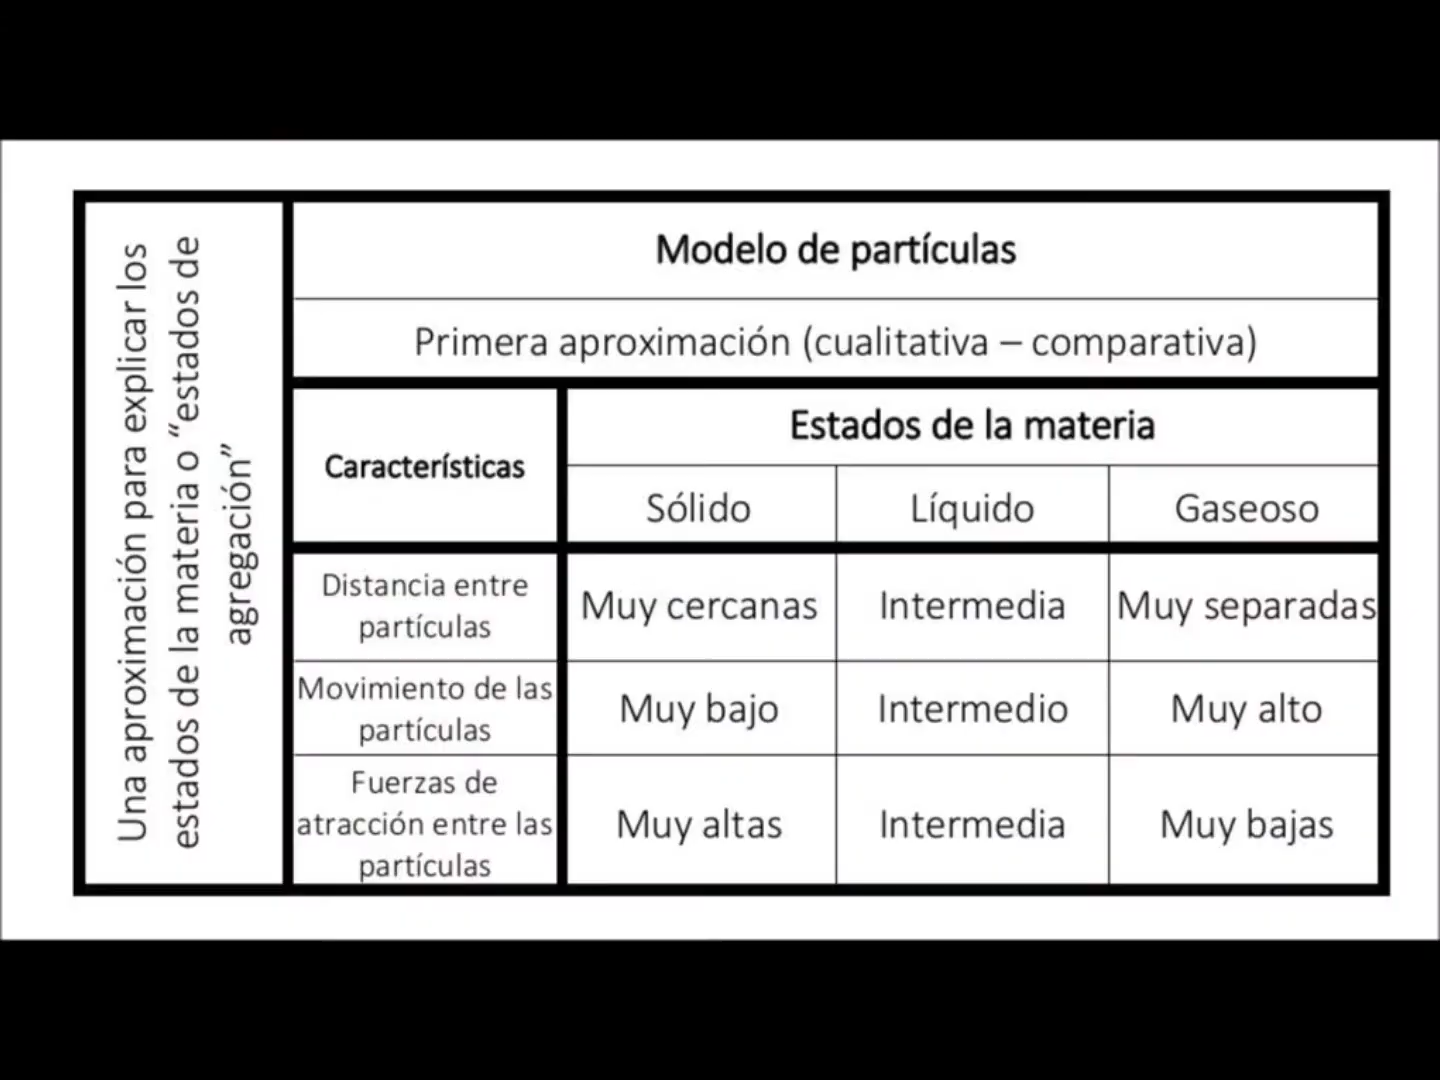 Una aproximación para explicar los
estados de la materia o “estados de
agregación”
Modelo de partículas
Primera aproximación (cualitativa – comparativa)
Características
Estados de la materia
Sólido
Líquido
Gaseoso
Distancia entre
partículas
Muy cercanas
Intermedia
Muy separadas
Movimiento de las
partículas
Muy bajo
Intermedio
Muy alto
Fuerzas de
atracción entre las
partículas
Muy altas
Intermedia
Muy bajas